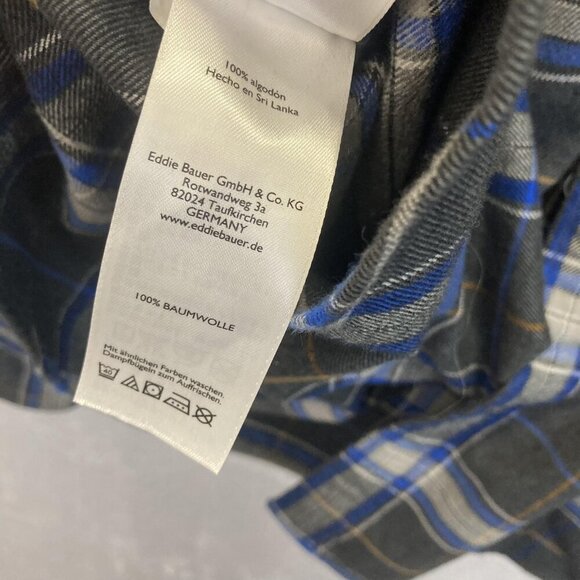 100% algodón
Hecho en Sri Lanka
Eddie Bauer GmbH & Co. KG
Rotwandweg 3a
82024 Taufkirchen
GERMANY
www.eddiebauer.de
100% BAUMWOLLE
Mit ähnlichen Farben waschen.
Dampfbügeln zum Auffrischen.
40